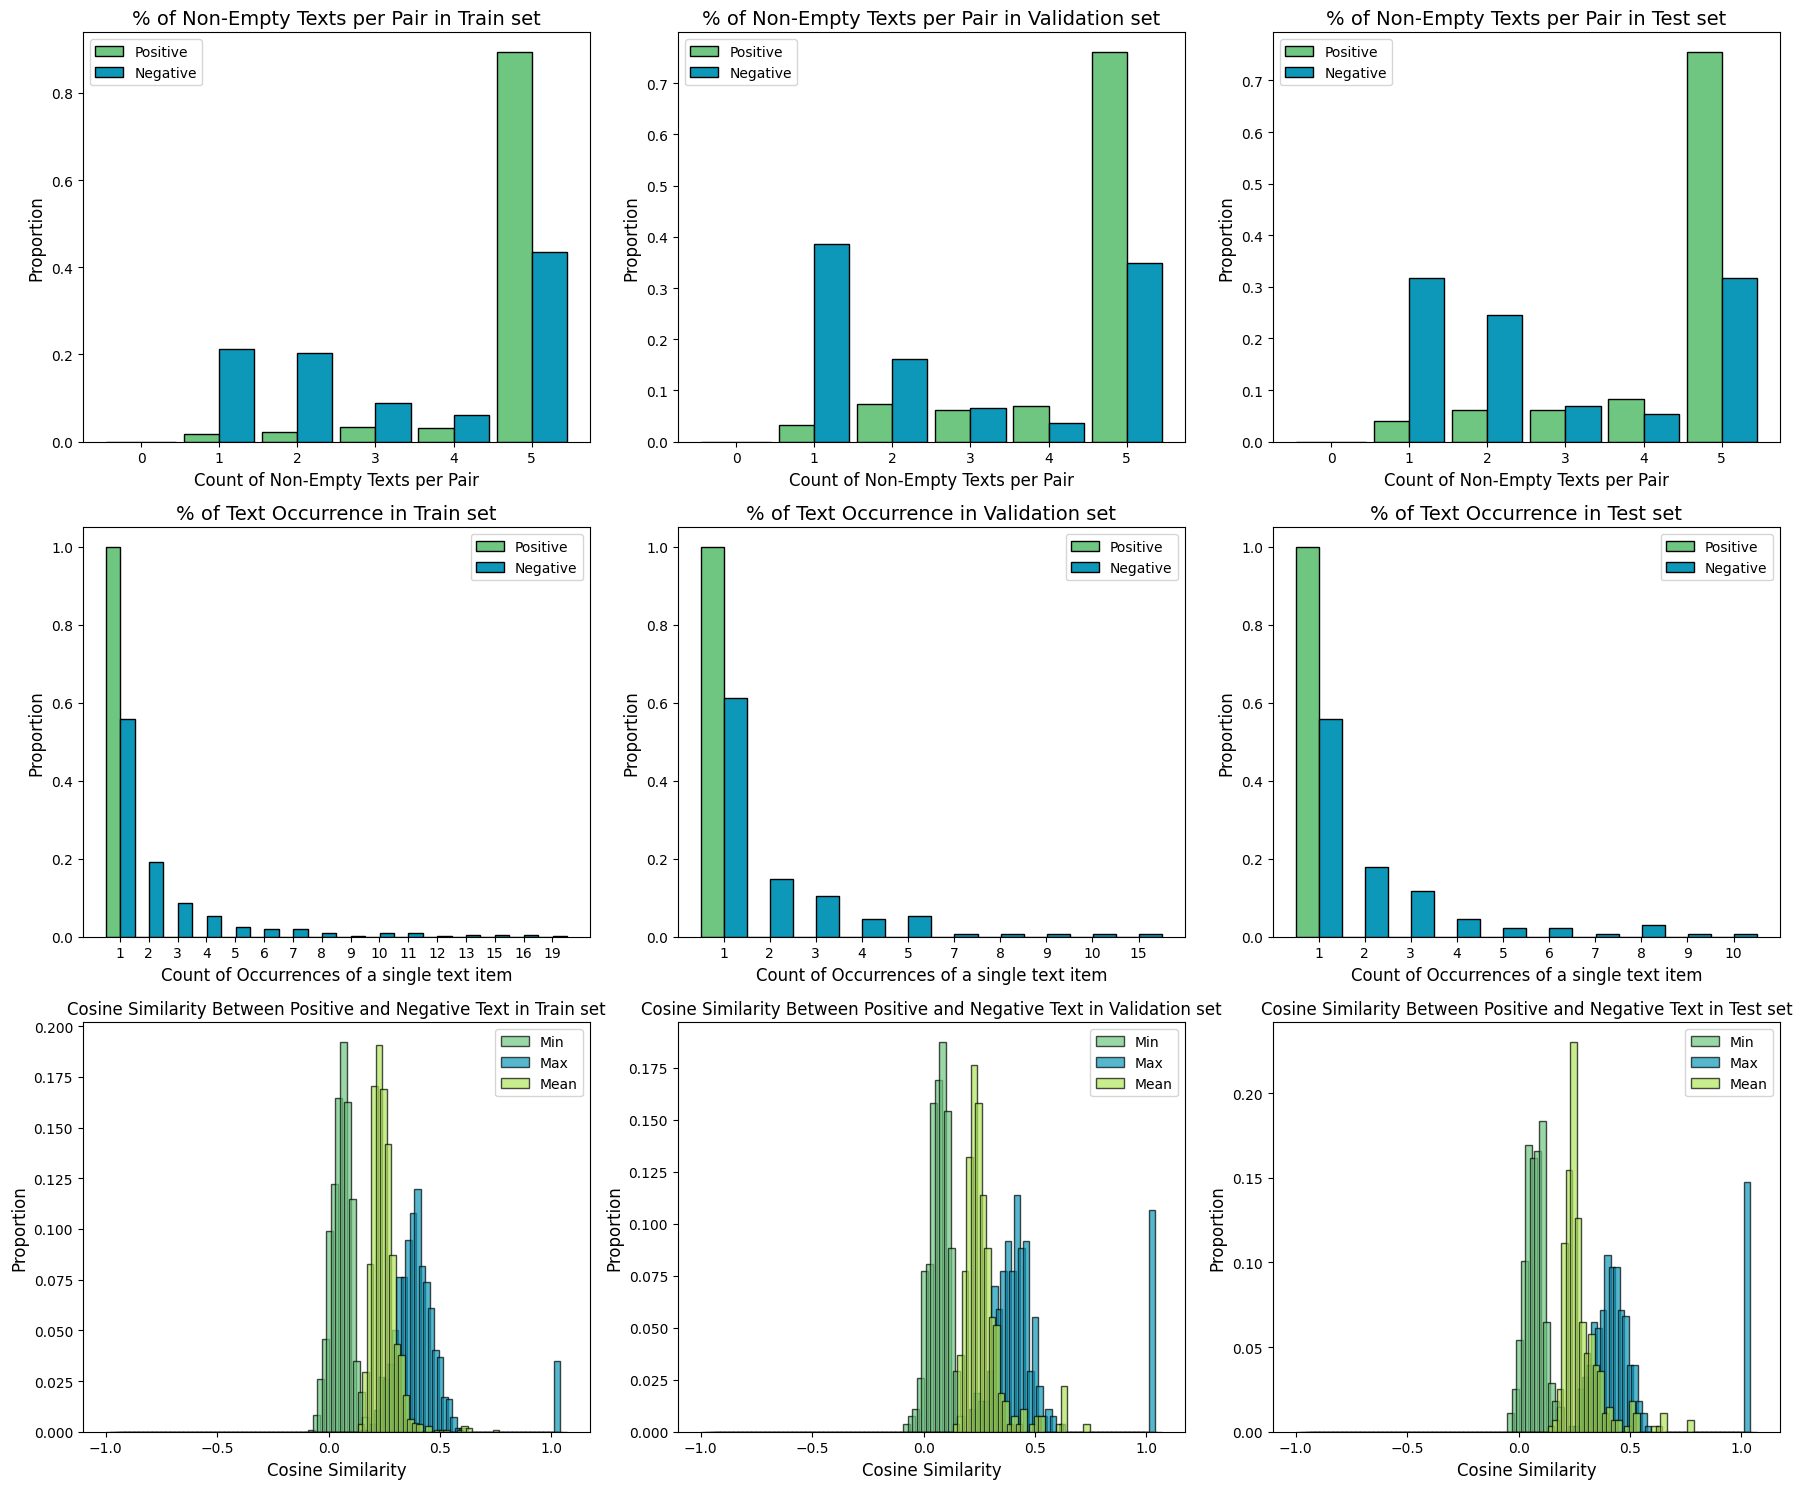 % of Non-Empty Texts per Pair in Train set
Positive
Negative
0.8
0.6
0.4
0.2
0.0
Proportion
0 1 2 3 4 5
Count of Non-Empty Texts per Pair
% of Non-Empty Texts per Pair in Validation set
Positive
Negative
0.7
0.6
0.5
0.4
0.3
0.2
0.1
0.0
Proportion
0 1 2 3 4 5
Count of Non-Empty Texts per Pair
% of Non-Empty Texts per Pair in Test set
Positive
Negative
0.7
0.6
0.5
0.4
0.3
0.2
0.1
0.0
Proportion
0 1 2 3 4 5
Count of Non-Empty Texts per Pair
% of Text Occurrence in Train set
Positive
Negative
1.0
0.8
0.6
0.4
0.2
0.0
Proportion
1 2 3 4 5 6 7 8 9 10 11 12 13 15 16 19
Count of Occurrences of a single text item
% of Text Occurrence in Validation set
Positive
Negative
1.0
0.8
0.6
0.4
0.2
0.0
Proportion
1 2 3 4 5 7 8 9 10 15
Count of Occurrences of a single text item
% of Text Occurrence in Test set
Positive
Negative
1.0
0.8
0.6
0.4
0.2
0.0
Proportion
1 2 3 4 5 6 7 8 9 10
Count of Occurrences of a single text item
Cosine Similarity Between Positive and Negative Text in Train set
Min
Max
Mean
0.200
0.175
0.150
0.125
0.100
0.075
0.050
0.025
0.000
Proportion
−1.0 −0.5 0.0 0.5 1.0
Cosine Similarity
Cosine Similarity Between Positive and Negative Text in Validation set
Min
Max
Mean
0.175
0.150
0.125
0.100
0.075
0.050
0.025
0.000
Proportion
−1.0 −0.5 0.0 0.5 1.0
Cosine Similarity
Cosine Similarity Between Positive and Negative Text in Test set
Min
Max
Mean
0.20
0.15
0.10
0.05
0.00
Proportion
−1.0 −0.5 0.0 0.5 1.0
Cosine Similarity